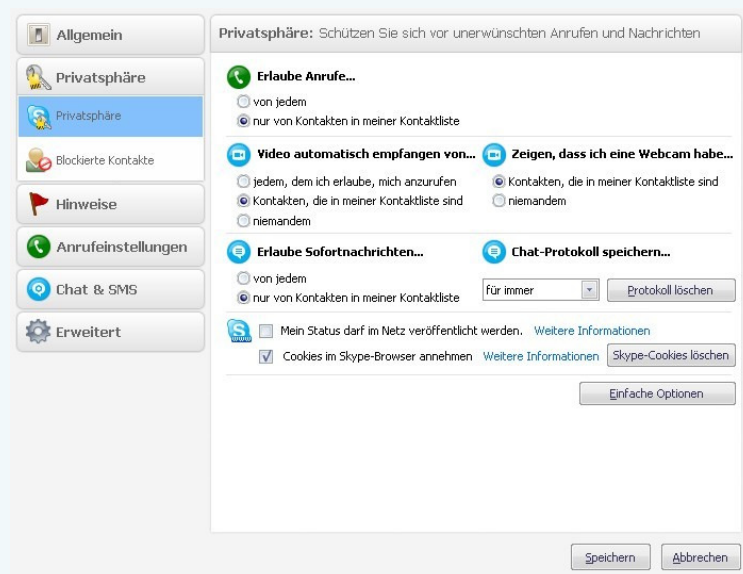 Allgemein
Privatsphäre
Privatsphäre
Blockierte Kontakte
Hinweise
Anrufeinstellungen
Chat & SMS
Erweitert
Privatsphäre: Schützen Sie sich vor unerwünschten Anrufen und Nachrichten
Erlaube Anrufe...
von jedem
nur von Kontakten in meiner Kontaktliste
Video automatisch empfangen von...
jedem, dem ich erlaube, mich anzurufen
Kontakten, die in meiner Kontaktliste sind
niemandem
Zeigen, dass ich eine Webcam habe...
Kontakten, die in meiner Kontaktliste sind
niemandem
Erlaube Sofortnachrichten...
von jedem
nur von Kontakten in meiner Kontaktliste
Chat-Protokoll speichern...
für immer
Protokoll löschen
Mein Status darf im Netz veröffentlicht werden. Weitere Informationen
Cookies im Skype-Browser annehmen Weitere Informationen Skype-Cookies löschen
Einfache Optionen
Speichern Abbrechen